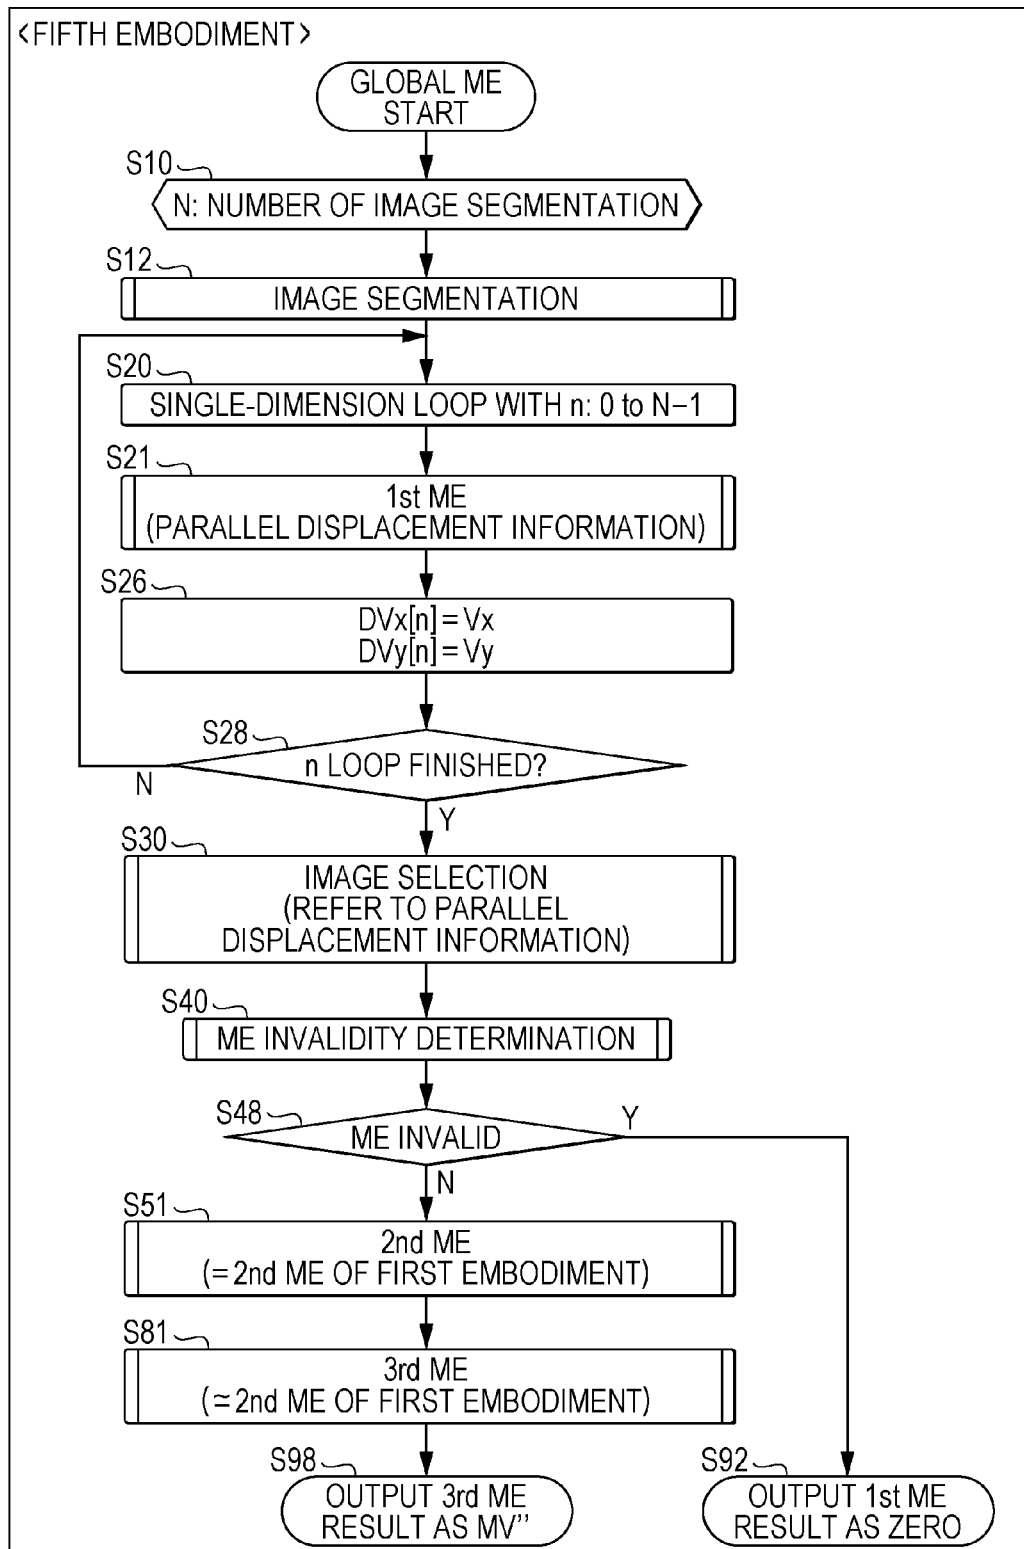 <FIFTH EMBODIMENT>
GLOBAL ME
START
S10
N: NUMBER OF IMAGE SEGMENTATION
S12
IMAGE SEGMENTATION
S20
SINGLE-DIMENSION LOOP WITH n: 0 to N−1
S21
1st ME
(PARALLEL DISPLACEMENT INFORMATION)
S26
DVx[n] = Vx
DVy[n] = Vy
S28
n LOOP FINISHED?
N
Y
S30
IMAGE SELECTION
(REFER TO PARALLEL
DISPLACEMENT INFORMATION)
S40
ME INVALIDITY DETERMINATION
S48
ME INVALID
Y
N
S51
2nd ME
(= 2nd ME OF FIRST EMBODIMENT)
S81
3rd ME
(≃ 2nd ME OF FIRST EMBODIMENT)
S98
OUTPUT 3rd ME
RESULT AS MV''
S92
OUTPUT 1st ME
RESULT AS ZERO